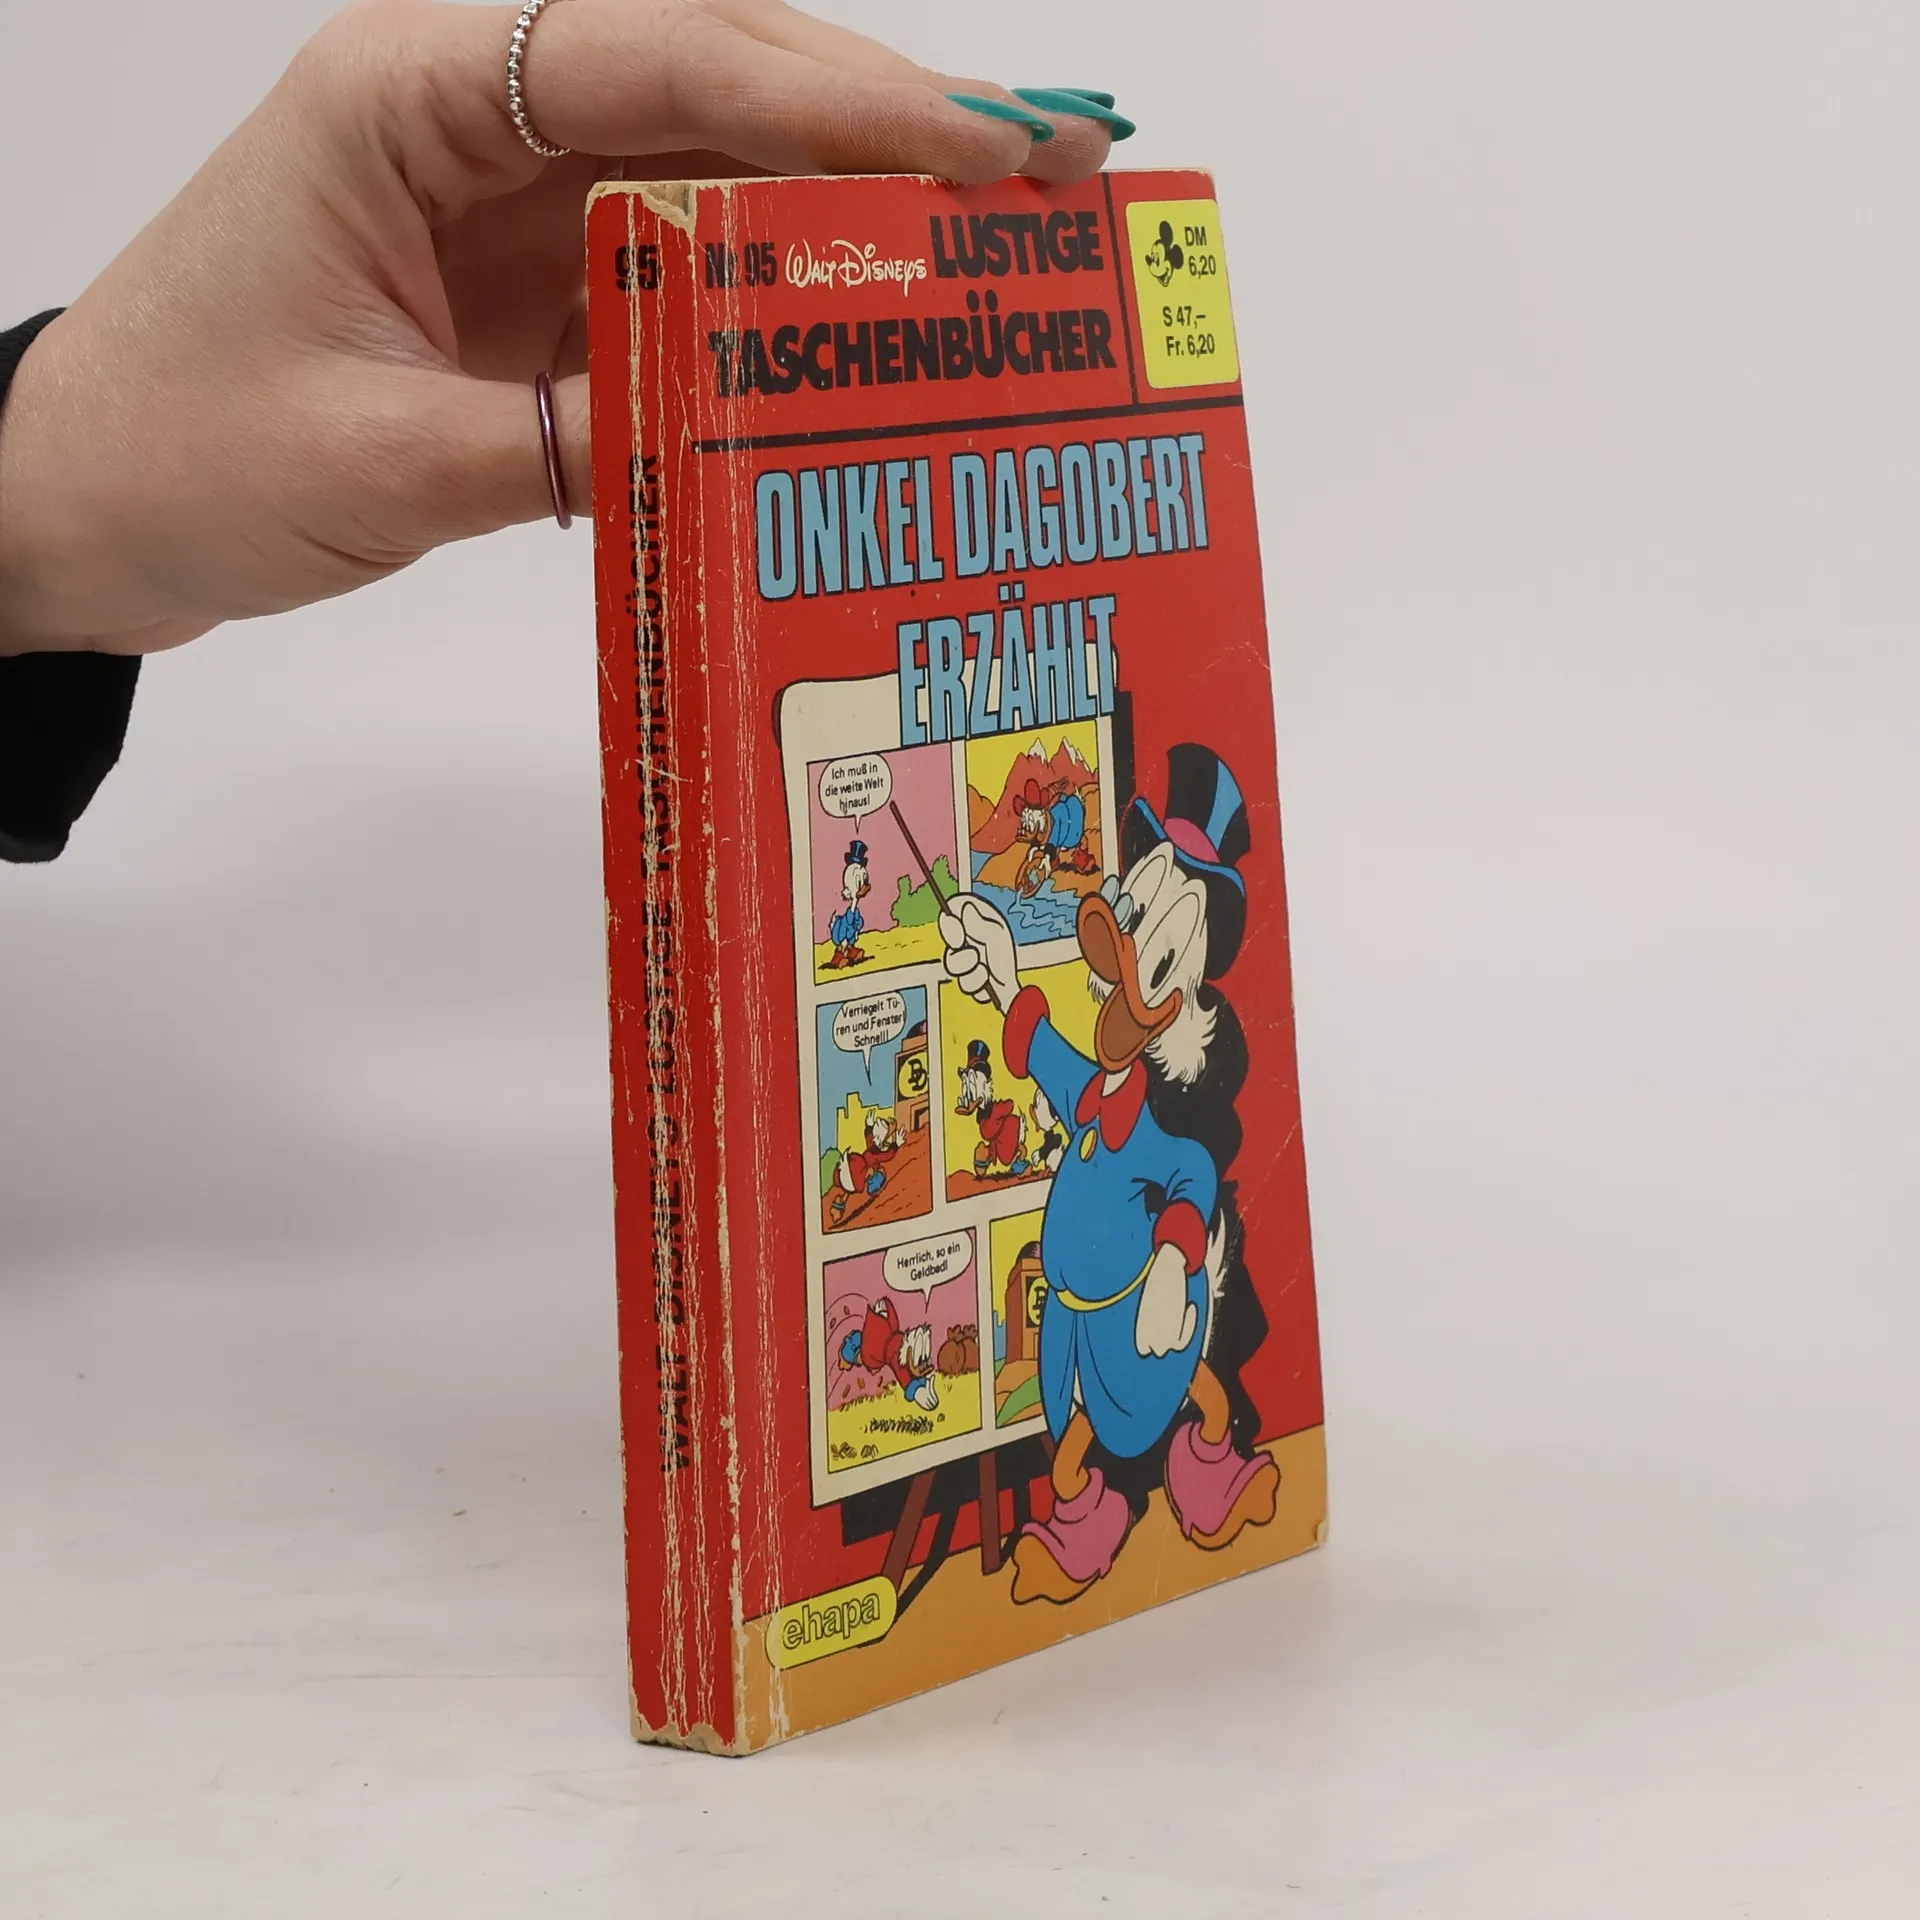 95
WALT DISNEYS LUSTIGE TASCHENBÜCHER
Nr. 95 WALT DISNEYS LUSTIGE
TASCHENBÜCHER
DM
6,20
S 47,–
Fr. 6,20
ONKEL DAGOBERT
ERZÄHLT
Ich muß in
die weite Welt
hinaus!
Verriegelt Tü-
ren und Fenster!
Schnell!
Herrlich, so ein
Geldbad!
ehapa